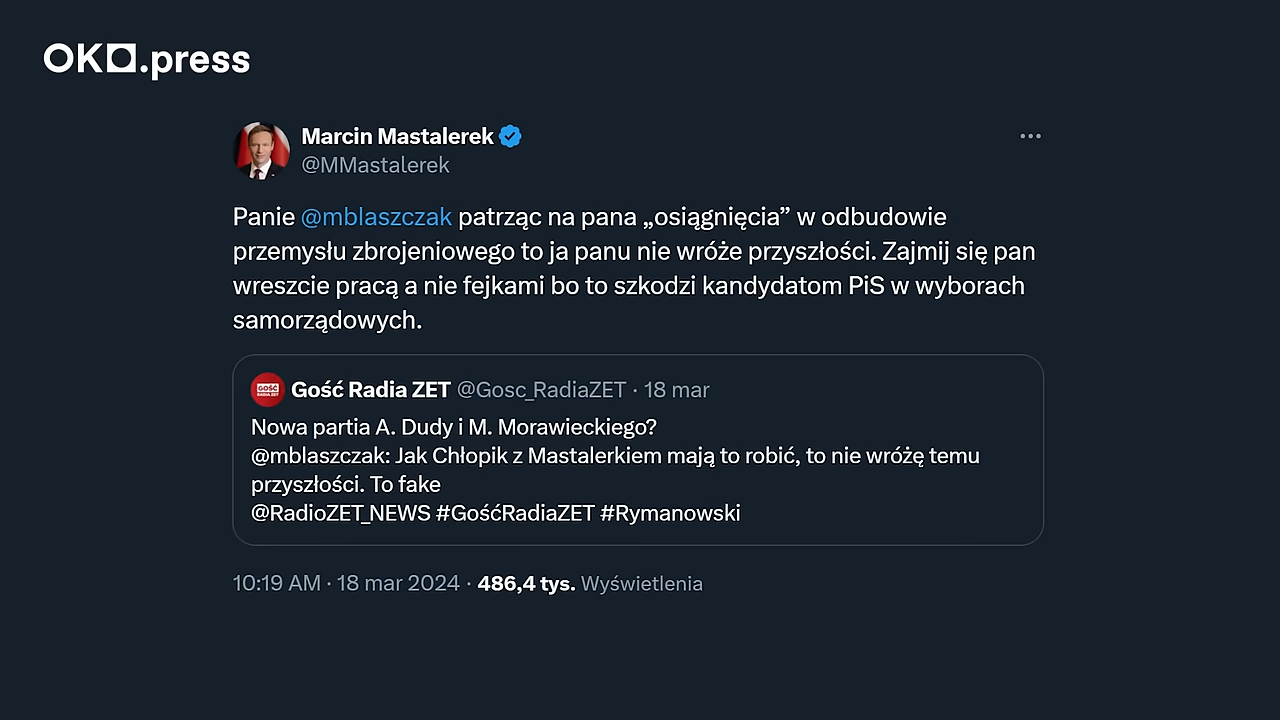 OKO.press
Marcin Mastalerek
@MMastalerek
Panie @mblaszczak patrząc na pana „osiągnięcia” w odbudowie
przemysłu zbrojeniowego to ja panu nie wróże przyszłości. Zajmij się pan
wreszcie pracą a nie fejkami bo to szkodzi kandydatom PiS w wyborach
samorządowych.
GOŚĆ
RADIA ZET
Gość Radia ZET @Gosc_RadiaZET · 18 mar
Nowa partia A. Dudy i M. Morawieckiego?
@mblaszczak: Jak Chłopik z Mastalerkiem mają to robić, to nie wróżę temu
przyszłości. To fake
@RadioZET_NEWS #GośćRadiaZET #Rymanowski
10:19 AM · 18 mar 2024 · 486,4 tys. Wyświetlenia